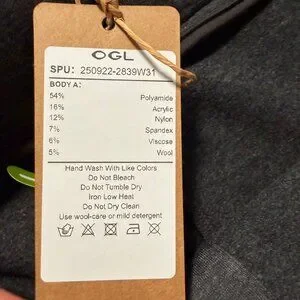 OGL
SPU: 250922-2839W31
BODY A:
54% Polyamide
16% Acrylic
12% Nylon
7% Spandex
6% Viscose
5% Wool
Hand Wash With Like Colors
Do Not Bleach
Do Not Tumble Dry
Iron Low Heat
Do Not Dry Clean
Use wool-care or mild detergent